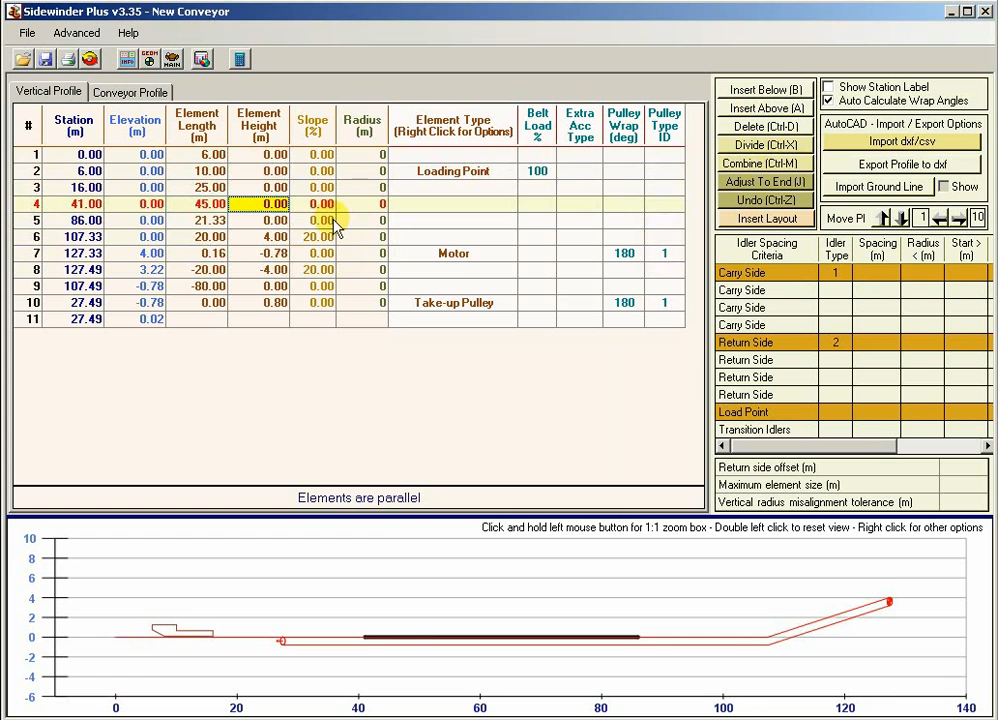 Sidewinder Plus v3.35 - New Conveyor
File Advanced Help
INFO GEOM MAIN
Vertical Profile Conveyor Profile
# Station (m) Elevation (m) Element Length (m) Element Height (m) Slope (%) Radius (m) Element Type (Right Click for Options) Belt Load % Extra Acc Type Pulley Wrap (deg) Pulley Type ID
1 0.00 0.00 6.00 0.00 0.00 0
2 6.00 0.00 10.00 0.00 0.00 0 Loading Point 100
3 16.00 0.00 25.00 0.00 0.00 0
4 41.00 0.00 45.00 0.00 0.00 0
5 86.00 0.00 21.33 0.00 0.00 0
6 107.33 0.00 20.00 4.00 20.00 0
7 127.33 4.00 0.16 -0.78 0.00 0 Motor 180 1
8 127.49 3.22 -20.00 -4.00 20.00 0
9 107.49 -0.78 -80.00 0.00 0.00 0
10 27.49 -0.78 0.00 0.80 0.00 0 Take-up Pulley 180 1
11 27.49 0.02
Elements are parallel
Insert Below (B)
Insert Above (A)
Delete (Ctrl-D)
Divide (Ctrl-X)
Combine (Ctrl-M)
Adjust To End (J)
Undo (Ctrl-Z)
Insert Layout
Show Station Label
Auto Calculate Wrap Angles
AutoCAD - Import / Export Options
Import dxf/csv
Export Profile to dxf
Import Ground Line Show
Move PI 1 10
Idler Spacing Criteria Idler Type Spacing (m) Radius < (m) Start > (m)
Carry Side 1
Carry Side
Carry Side
Carry Side
Return Side 2
Return Side
Return Side
Return Side
Load Point
Transition Idlers
Return side offset (m)
Maximum element size (m)
Vertical radius misalignment tolerance (m)
Click and hold left mouse button for 1:1 zoom box - Double left click to reset view - Right click for other options
10
8
6
4
2
0
-2
-4
-6
0 20 40 60 80 100 120 140